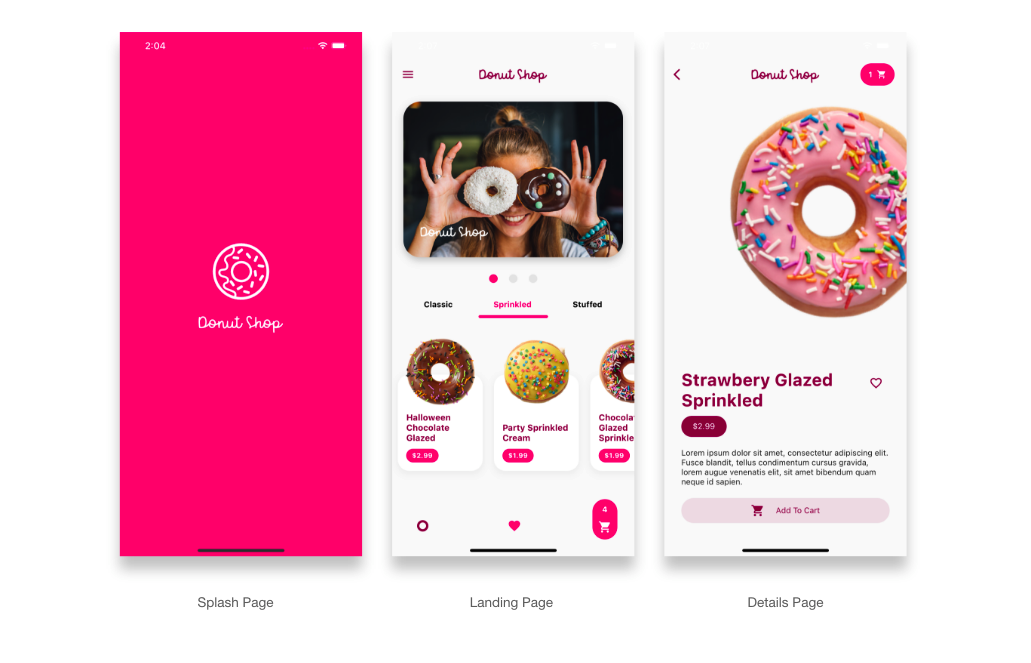 2:04
Donut Shop
Splash Page
Donut Shop
Donut Shop
Classic
Sprinkled
Stuffed
Halloween
Chocolate
Glazed
$2.99
Party Sprinkled
Cream
$1.99
Chocola
Glazed
Sprinkle
$1.99
4
Landing Page
Donut Shop
1
Strawbery Glazed
Sprinkled
$2.99
Lorem ipsum dolor sit amet, consectetur adipiscing elit.
Fusce blandit, tellus condimentum cursus gravida,
lorem augue venenatis elit, sit amet bibendum quam
neque id sapien.
Add To Cart
Details Page